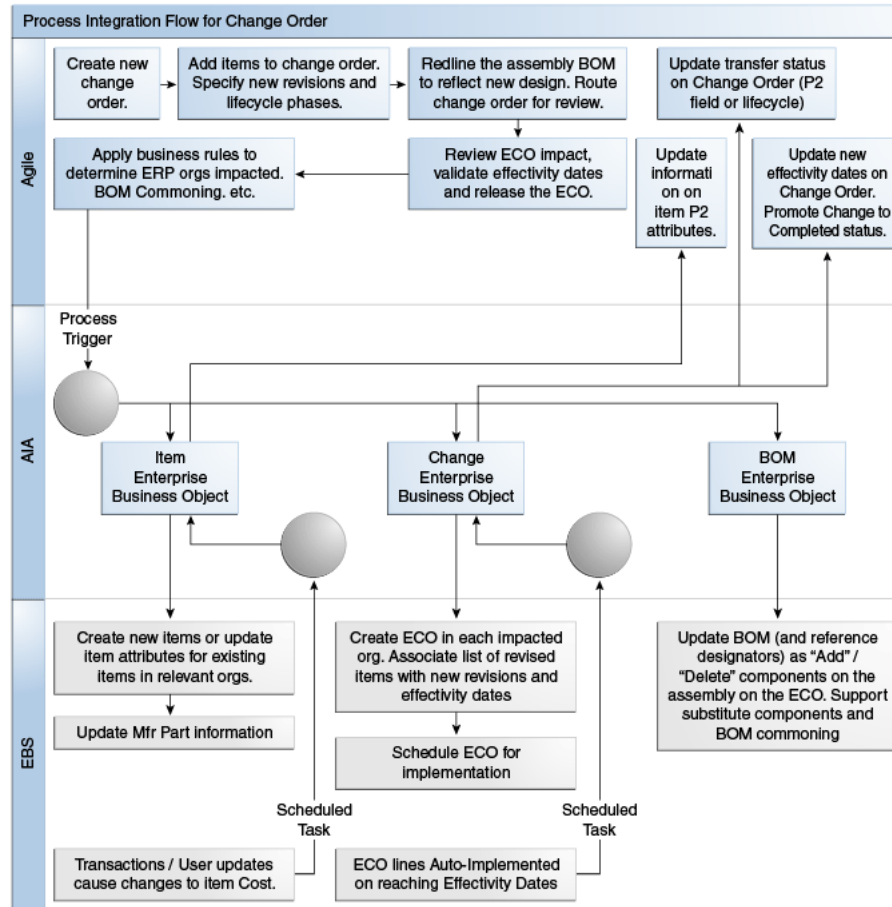 Process Integration Flow for Change Order
Agile
Create new
change
order.
Add items to change order.
Specify new revisions and
lifecycle phases.
Redline the assembly BOM
to reflect new design. Route
change order for review.
Update transfer status
on Change Order (P2
field or lifecycle)
Apply business rules to
determine ERP orgs impacted.
BOM Commoning. etc.
Review ECO impact,
validate effectivity dates
and release the ECO.
Update
informati
on on
item P2
attributes.
Update new
effectivity dates on
Change Order.
Promote Change to
Completed status.
AIA
Process
Trigger
Item
Enterprise
Business Object
Change
Enterprise
Business Object
BOM
Enterprise
Business Object
EBS
Create new items or update
item attributes for existing
items in relevant orgs.
Create ECO in each impacted
org. Associate list of revised
items with new revisions and
effectivity dates
Update BOM (and reference
designators) as “Add” /
“Delete” components on the
assembly on the ECO. Support
substitute components and
BOM commoning
Update Mfr Part information
Schedule ECO for
implementation
Scheduled
Task
Scheduled
Task
Transactions / User updates
cause changes to item Cost.
ECO lines Auto-Implemented
on reaching Effectivity Dates